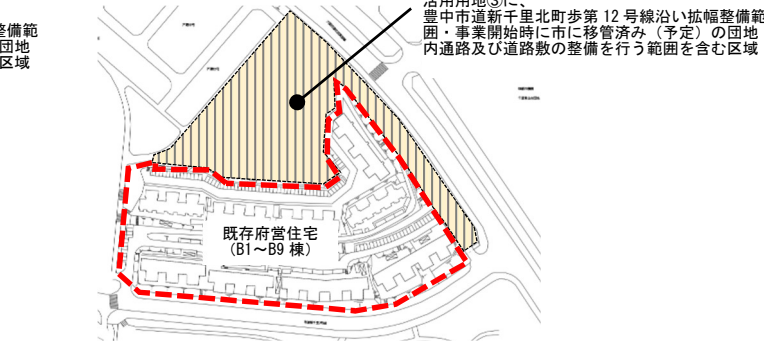 整備範
団地
区域
活用用地③に、
豊中市道新千里北町歩第 12 号線沿い拡幅整備範
囲・事業開始時に市に移管済み（予定）の団地
内通路及び道路敷の整備を行う範囲を含む区域
既存府営住宅
（B1～B9 棟）